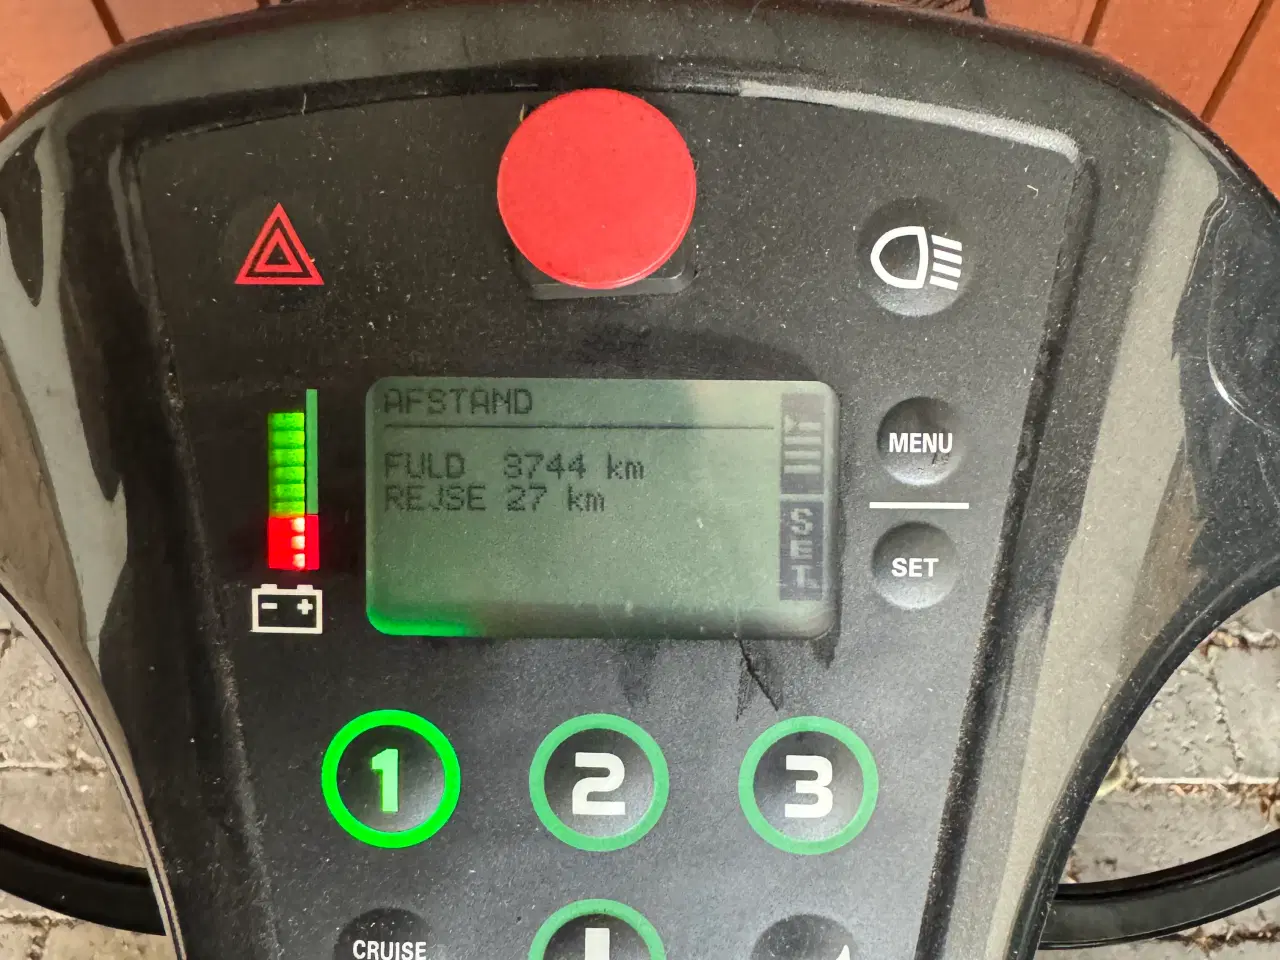 AFSTAND
FULD 3744 km
REJSE 27 km
SET
MENU
SET
- +
1 2 3
CRUISE